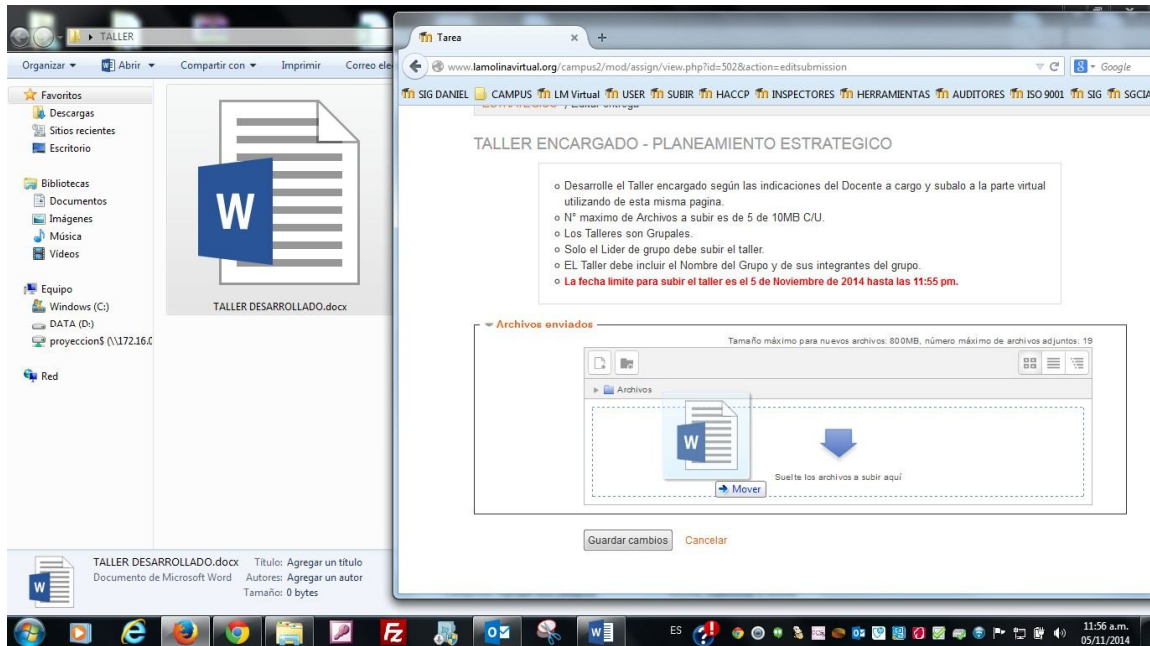 TALLER
Organizar Abrir Compartir con Imprimir Correo ele
Favoritos
Descargas
Sitios recientes
Escritorio
Bibliotecas
Documentos
Imágenes
Música
Vídeos
Equipo
Windows (C:)
DATA (D:)
proyeccion$ (\\172.16.0
Red
W
TALLER DESARROLLADO.docx
TALLER DESARROLLADO.docx Título: Agregar un título
Documento de Microsoft Word Autores: Agregar un autor
Tamaño: 0 bytes
Tarea
www.lamolinavirtual.org/campus2/mod/assign/view.php?id=502&action=editsubmission
Google
SIG DANIEL CAMPUS LM Virtual USER SUBIR HACCP INSPECTORES HERRAMIENTAS AUDITORES ISO 9001 SIG SGCIA
TALLER ENCARGADO - PLANEAMIENTO ESTRATEGICO
Desarrolle el Taller encargado según las indicaciones del Docente a cargo y subalo a la parte virtual
utilizando de esta misma pagina.
N° maximo de Archivos a subir es de 5 de 10MB C/U.
Los Talleres son Grupales.
Solo el Lider de grupo debe subir el taller.
EL Taller debe incluir el Nombre del Grupo y de sus integrantes del grupo.
La fecha limite para subir el taller es el 5 de Noviembre de 2014 hasta las 11:55 pm.
Archivos enviados
Tamaño máximo para nuevos archivos: 800MB, número máximo de archivos adjuntos: 19
Archivos
W
Suelte los archivos a subir aquí
Mover
Guardar cambios Cancelar
ES
11:56 a.m.
05/11/2014